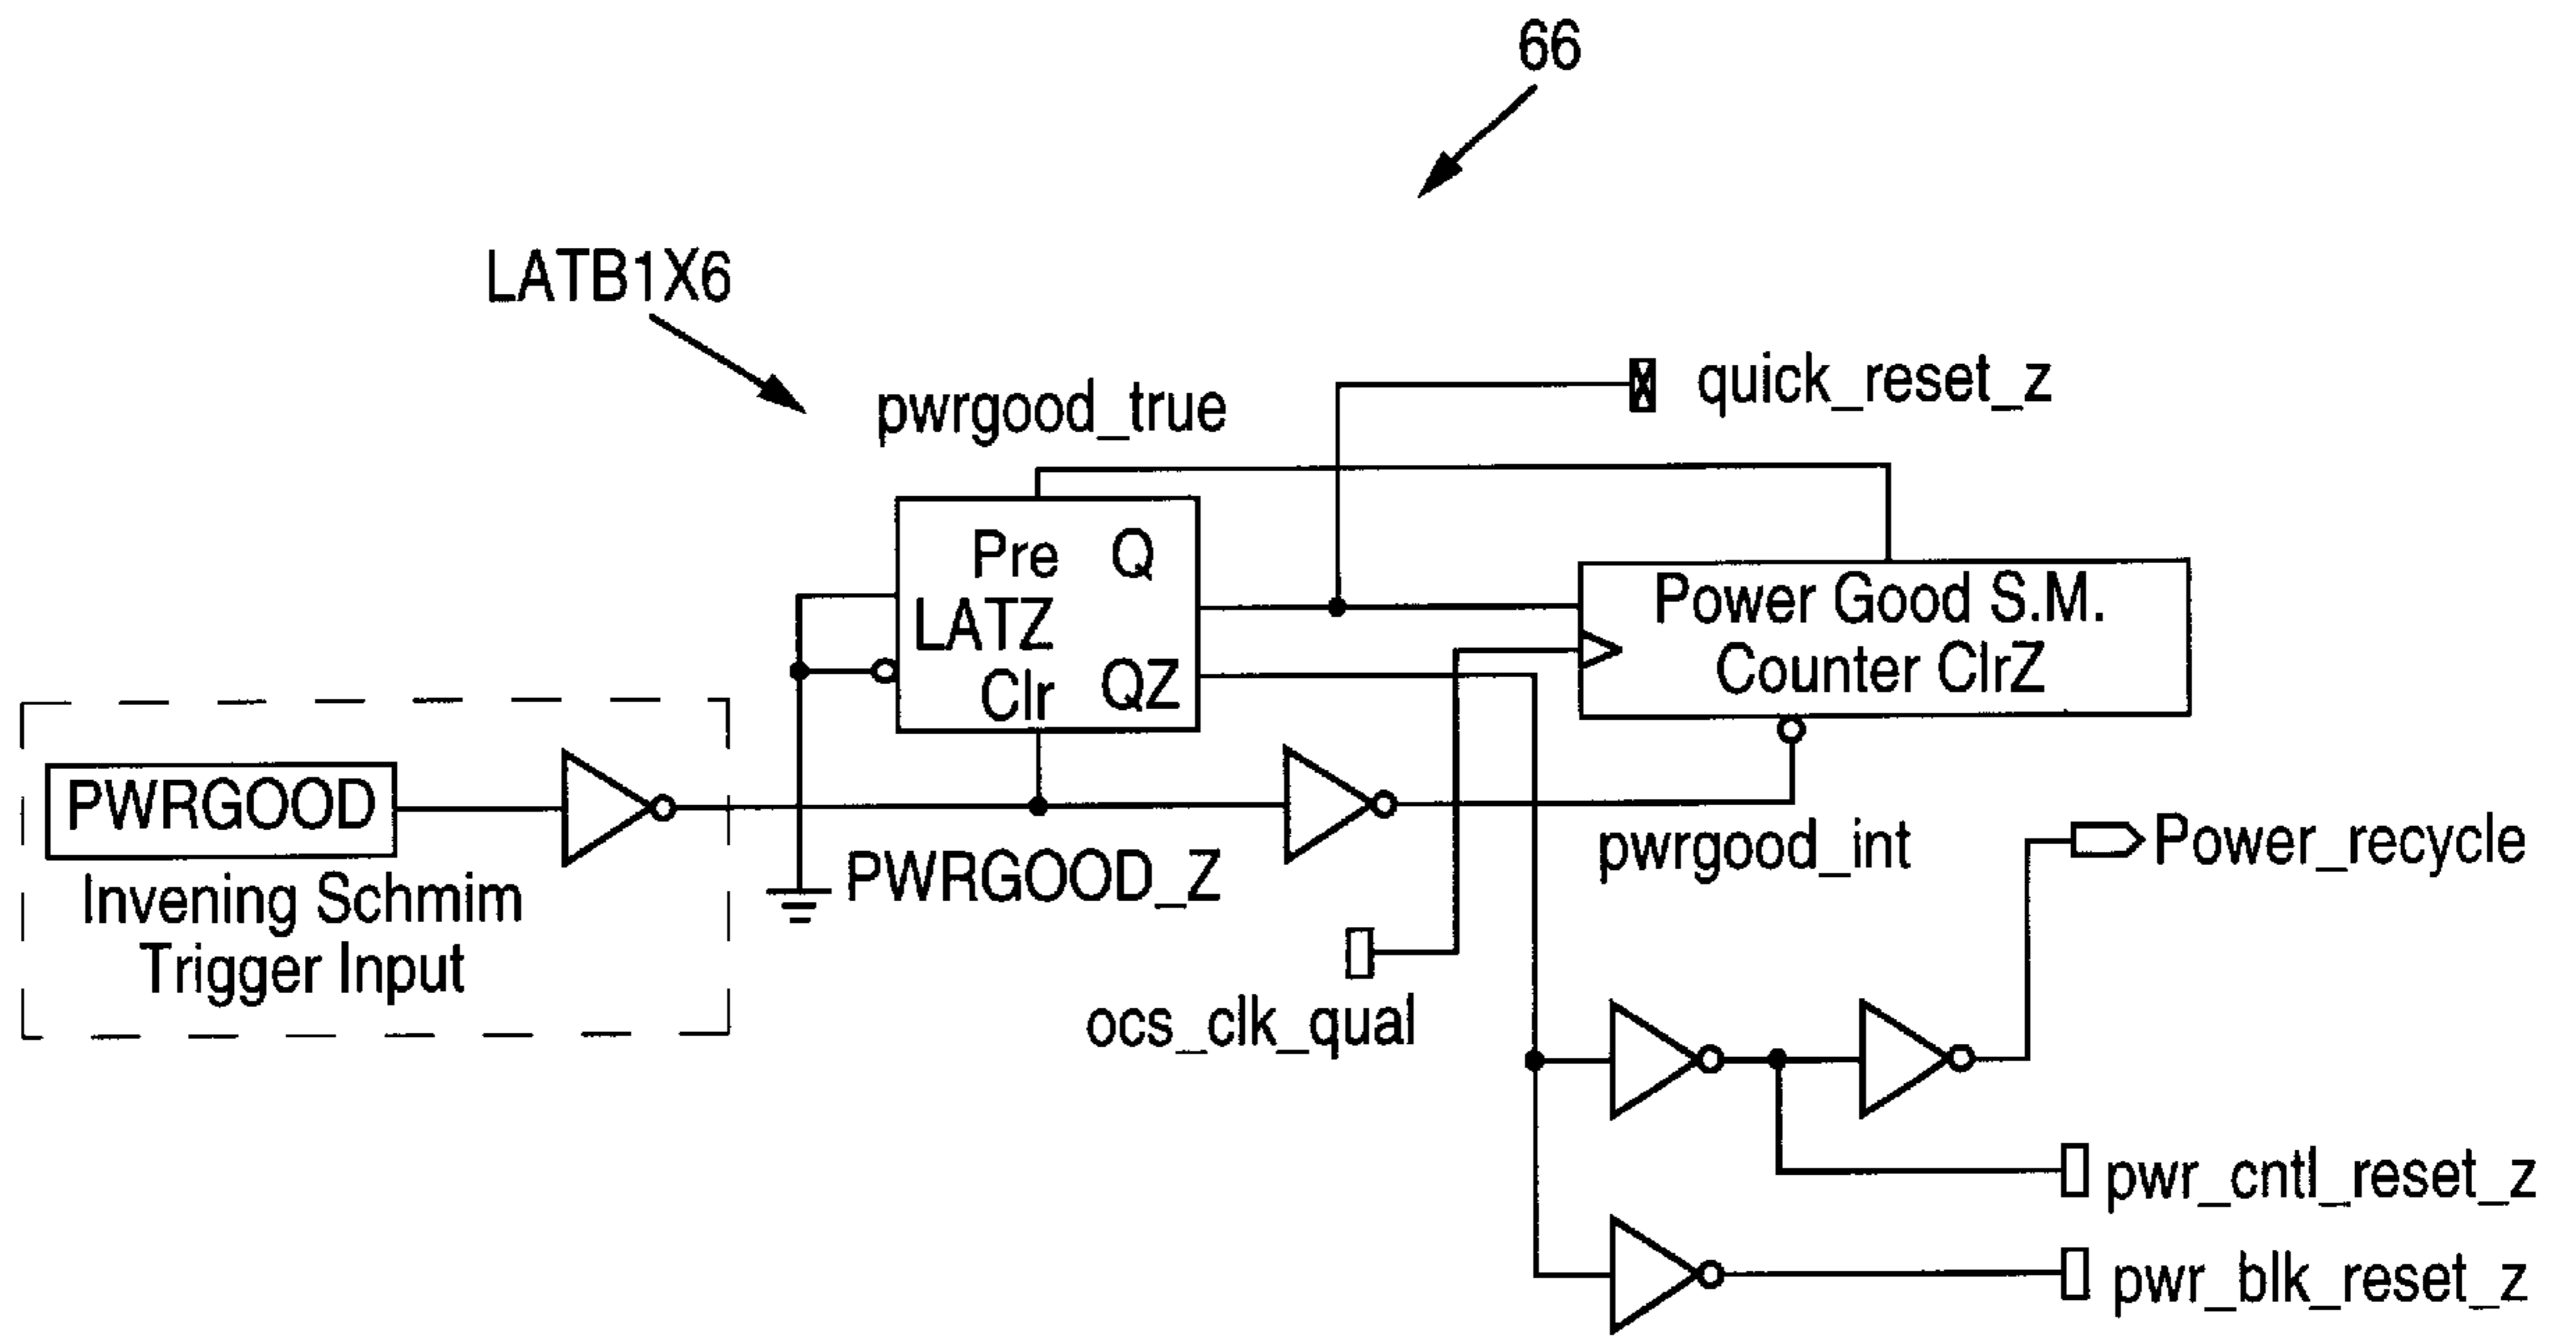 66
LATB1X6
pwrgood_true
quick_reset_z
Pre Q
LATZ
Clr QZ
Power Good S.M.
Counter ClrZ
PWRGOOD
Invening Schmim
Trigger Input
PWRGOOD_Z
pwrgood_int
Power_recycle
ocs_clk_qual
pwr_cntl_reset_z
pwr_blk_reset_z